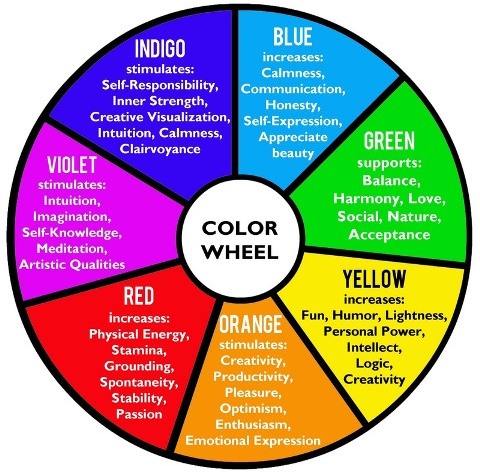 INDIGO
stimulates:
Self-Responsibility,
Inner Strength,
Creative Visualization,
Intuition, Calmness,
Clairvoyance
BLUE
increases:
Calmness,
Communication,
Honesty,
Self-Expression,
Appreciate
beauty
GREEN
supports:
Balance,
Harmony, Love,
Social, Nature,
Acceptance
VIOLET
stimulates:
Intuition,
Imagination,
Self-Knowledge,
Meditation,
Artistic Qualities
COLOR
WHEEL
YELLOW
increases:
Fun, Humor, Lightness,
Personal Power,
Intellect,
Logic,
Creativity
RED
increases:
Physical Energy,
Stamina,
Grounding,
Spontaneity,
Stability,
Passion
ORANGE
stimulates:
Creativity,
Productivity,
Pleasure,
Optimism,
Enthusiasm,
Emotional Expression